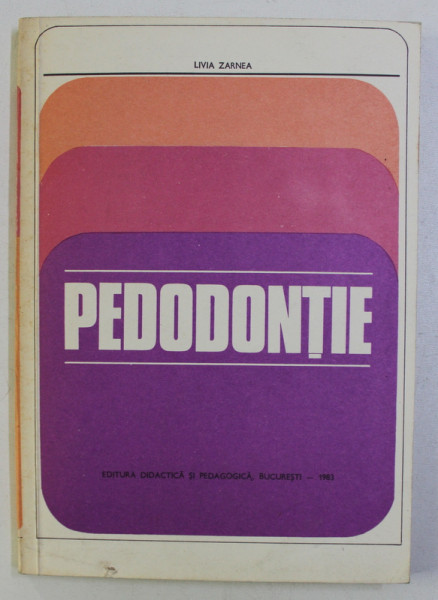 LIVIA ZARNEA
PEDODONȚIE
EDITURA DIDACTICĂ ȘI PEDAGOGICĂ, BUCUREȘTI — 1983